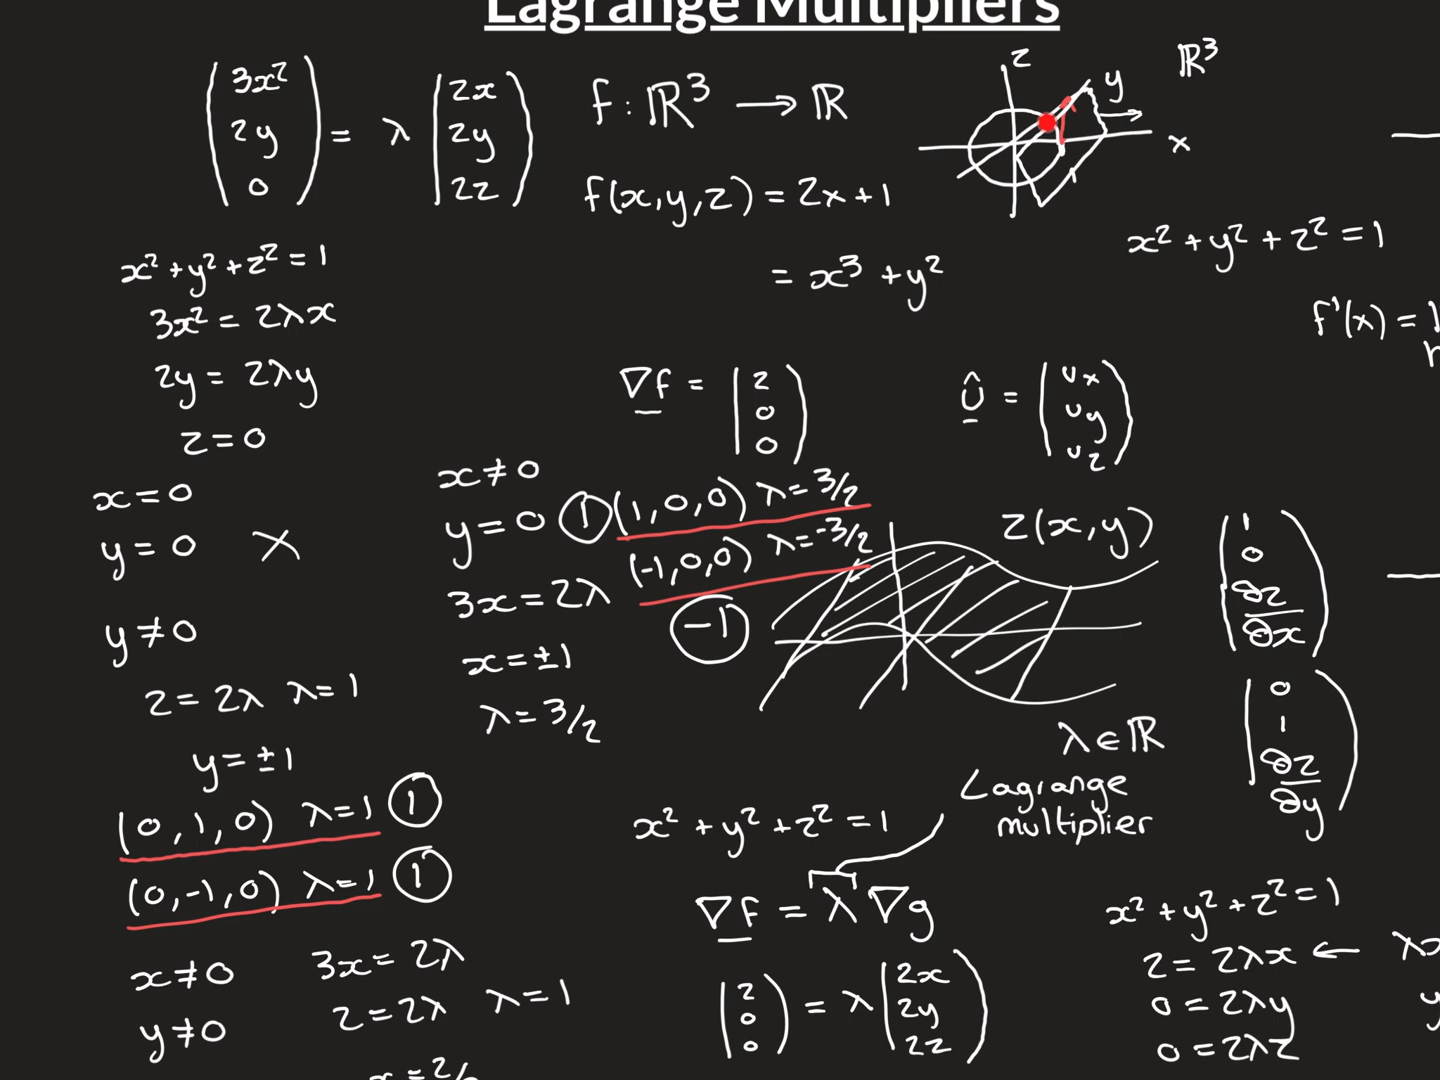 Lagrange Multipliers
(3x² 2y 0) = λ (2x 2y 2z)
f : ℝ³ → ℝ
z y x ℝ³
f(x,y,z) = 2x+1
= x³ + y²
x² + y² + z² = 1
f'(x) =
x² + y² + z² = 1
3x² = 2λx
2y = 2λy
z = 0
∇f = (2 0 0)
û = (ux uy uz)
x = 0
y = 0 X
y ≠ 0
2 = 2λ λ = 1
y = ±1
(0, 1, 0) λ = 1 ①
(0, -1, 0) λ = 1 ①
x ≠ 0
y ≠ 0
3x = 2λ
2 = 2λ λ = 1
x ≠ 0
y = 0 ① (1, 0, 0) λ = 3/2
(-1, 0, 0) λ = -3/2
-1
3x = 2λ
x = ±1
λ = 3/2
z(x,y)
(1 0 ∂z/∂x)
(0 1 ∂z/∂y)
λ ∈ ℝ
Lagrange
multiplier
x² + y² + z² = 1
∇f = λ∇g
(2 0 0) = λ (2x 2y 2z)
x² + y² + z² = 1
2 = 2λx ←
0 = 2λy
0 = 2λz